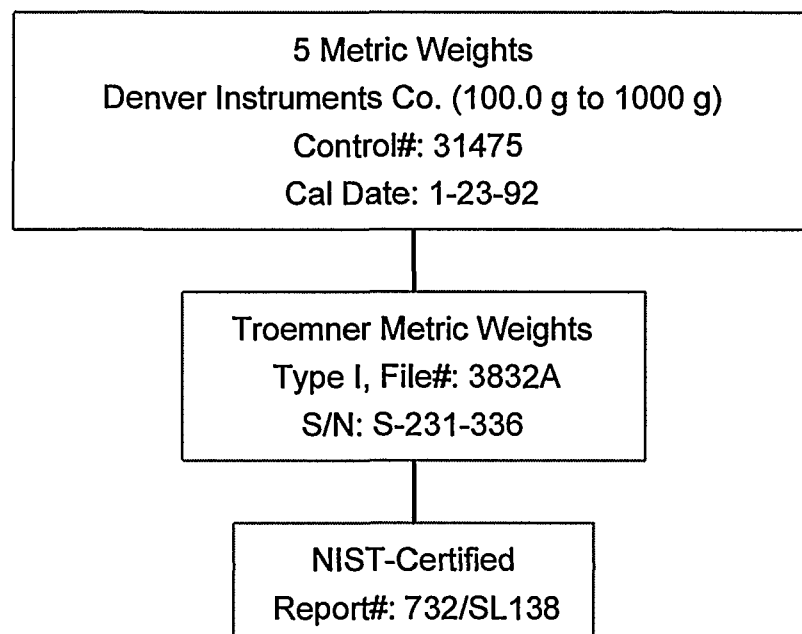 5 Metric Weights
Denver Instruments Co. (100.0 g to 1000 g)
Control#: 31475
Cal Date: 1-23-92
Troemner Metric Weights
Type I, File#: 3832A
S/N: S-231-336
NIST-Certified
Report#: 732/SL138